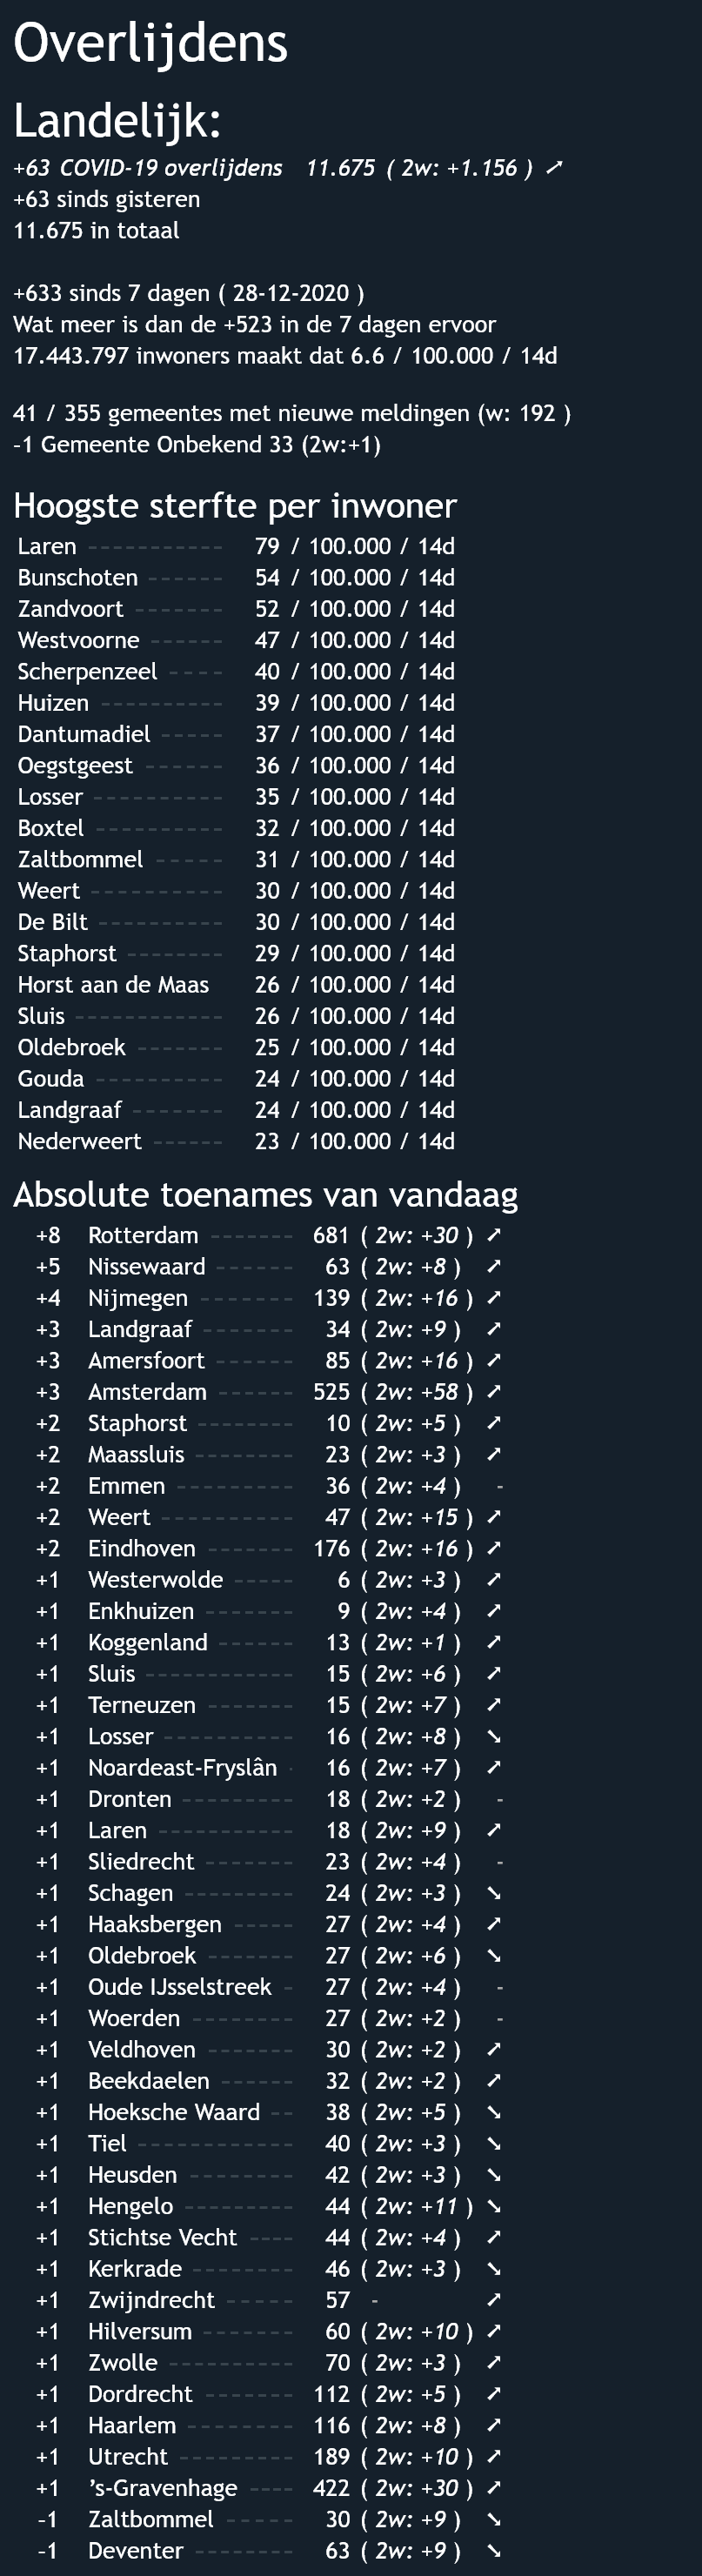 Overlijdens
Landelijk:
+63 COVID-19 overlijdens 11.675 ( 2w: +1.156 ) ➚
+63 sinds gisteren
11.675 in totaal
+633 sinds 7 dagen ( 28-12-2020 )
Wat meer is dan de +523 in de 7 dagen ervoor
17.443.797 inwoners maakt dat 6.6 / 100.000 / 14d
41 / 355 gemeentes met nieuwe meldingen (w: 192 )
-1 Gemeente Onbekend 33 (2w:+1)
Hoogste sterfte per inwoner
Laren ----------- 79 / 100.000 / 14d
Bunschoten ------ 54 / 100.000 / 14d
Zandvoort ------- 52 / 100.000 / 14d
Westvoorne ------ 47 / 100.000 / 14d
Scherpenzeel ---- 40 / 100.000 / 14d
Huizen ---------- 39 / 100.000 / 14d
Dantumadiel ----- 37 / 100.000 / 14d
Oegstgeest ------ 36 / 100.000 / 14d
Losser ---------- 35 / 100.000 / 14d
Boxtel ---------- 32 / 100.000 / 14d
Zaltbommel ----- 31 / 100.000 / 14d
Weert ---------- 30 / 100.000 / 14d
De Bilt ---------- 30 / 100.000 / 14d
Staphorst -------- 29 / 100.000 / 14d
Horst aan de Maas 26 / 100.000 / 14d
Sluis ------------ 26 / 100.000 / 14d
Oldebroek ------- 25 / 100.000 / 14d
Gouda ---------- 24 / 100.000 / 14d
Landgraaf ------- 24 / 100.000 / 14d
Nederweert ------ 23 / 100.000 / 14d
Absolute toenames van vandaag
+8 Rotterdam ------- 681 ( 2w: +30 ) ➚
+5 Nissewaard ------ 63 ( 2w: +8 ) ➚
+4 Nijmegen ------- 139 ( 2w: +16 ) ➚
+3 Landgraaf ------- 34 ( 2w: +9 ) ➚
+3 Amersfoort ------ 85 ( 2w: +16 ) ➚
+3 Amsterdam ------ 525 ( 2w: +58 ) ➚
+2 Staphorst -------- 10 ( 2w: +5 ) ➚
+2 Maassluis -------- 23 ( 2w: +3 ) ➚
+2 Emmen ---------- 36 ( 2w: +4 ) -
+2 Weert ----------- 47 ( 2w: +15 ) ➚
+2 Eindhoven ------- 176 ( 2w: +16 ) ➚
+1 Westerwolde ----- 6 ( 2w: +3 ) ➚
+1 Enkhuizen ------- 9 ( 2w: +4 ) ➚
+1 Koggenland ------ 13 ( 2w: +1 ) ➚
+1 Sluis ------------ 15 ( 2w: +6 ) ➚
+1 Terneuzen ------- 15 ( 2w: +7 ) ➚
+1 Losser ----------- 16 ( 2w: +8 ) ➘
+1 Noardeast-Fryslân - 16 ( 2w: +7 ) ➚
+1 Dronten --------- 18 ( 2w: +2 ) -
+1 Laren ----------- 18 ( 2w: +9 ) ➚
+1 Sliedrecht ------- 23 ( 2w: +4 ) -
+1 Schagen --------- 24 ( 2w: +3 ) ➘
+1 Haaksbergen ----- 27 ( 2w: +4 ) ➚
+1 Oldebroek ------- 27 ( 2w: +6 ) ➘
+1 Oude IJsselstreek - 27 ( 2w: +4 ) -
+1 Woerden -------- 27 ( 2w: +2 ) -
+1 Veldhoven ------- 30 ( 2w: +2 ) ➚
+1 Beekdaelen ------ 32 ( 2w: +2 ) ➚
+1 Hoeksche Waard -- 38 ( 2w: +5 ) ➘
+1 Tiel ------------ 40 ( 2w: +3 ) ➘
+1 Heusden --------- 42 ( 2w: +3 ) ➘
+1 Hengelo --------- 44 ( 2w: +11 ) ➘
+1 Stichtse Vecht ---- 44 ( 2w: +4 ) ➚
+1 Kerkrade -------- 46 ( 2w: +3 ) ➘
+1 Zwijndrecht ----- 57 - ➚
+1 Hilversum ------- 60 ( 2w: +10 ) ➚
+1 Zwolle ---------- 70 ( 2w: +3 ) ➚
+1 Dordrecht ------- 112 ( 2w: +5 ) ➚
+1 Haarlem -------- 116 ( 2w: +8 ) ➚
+1 Utrecht --------- 189 ( 2w: +10 ) ➚
+1 ’s-Gravenhage ---- 422 ( 2w: +30 ) ➚
-1 Zaltbommel ----- 30 ( 2w: +9 ) ➘
-1 Deventer -------- 63 ( 2w: +9 ) ➘